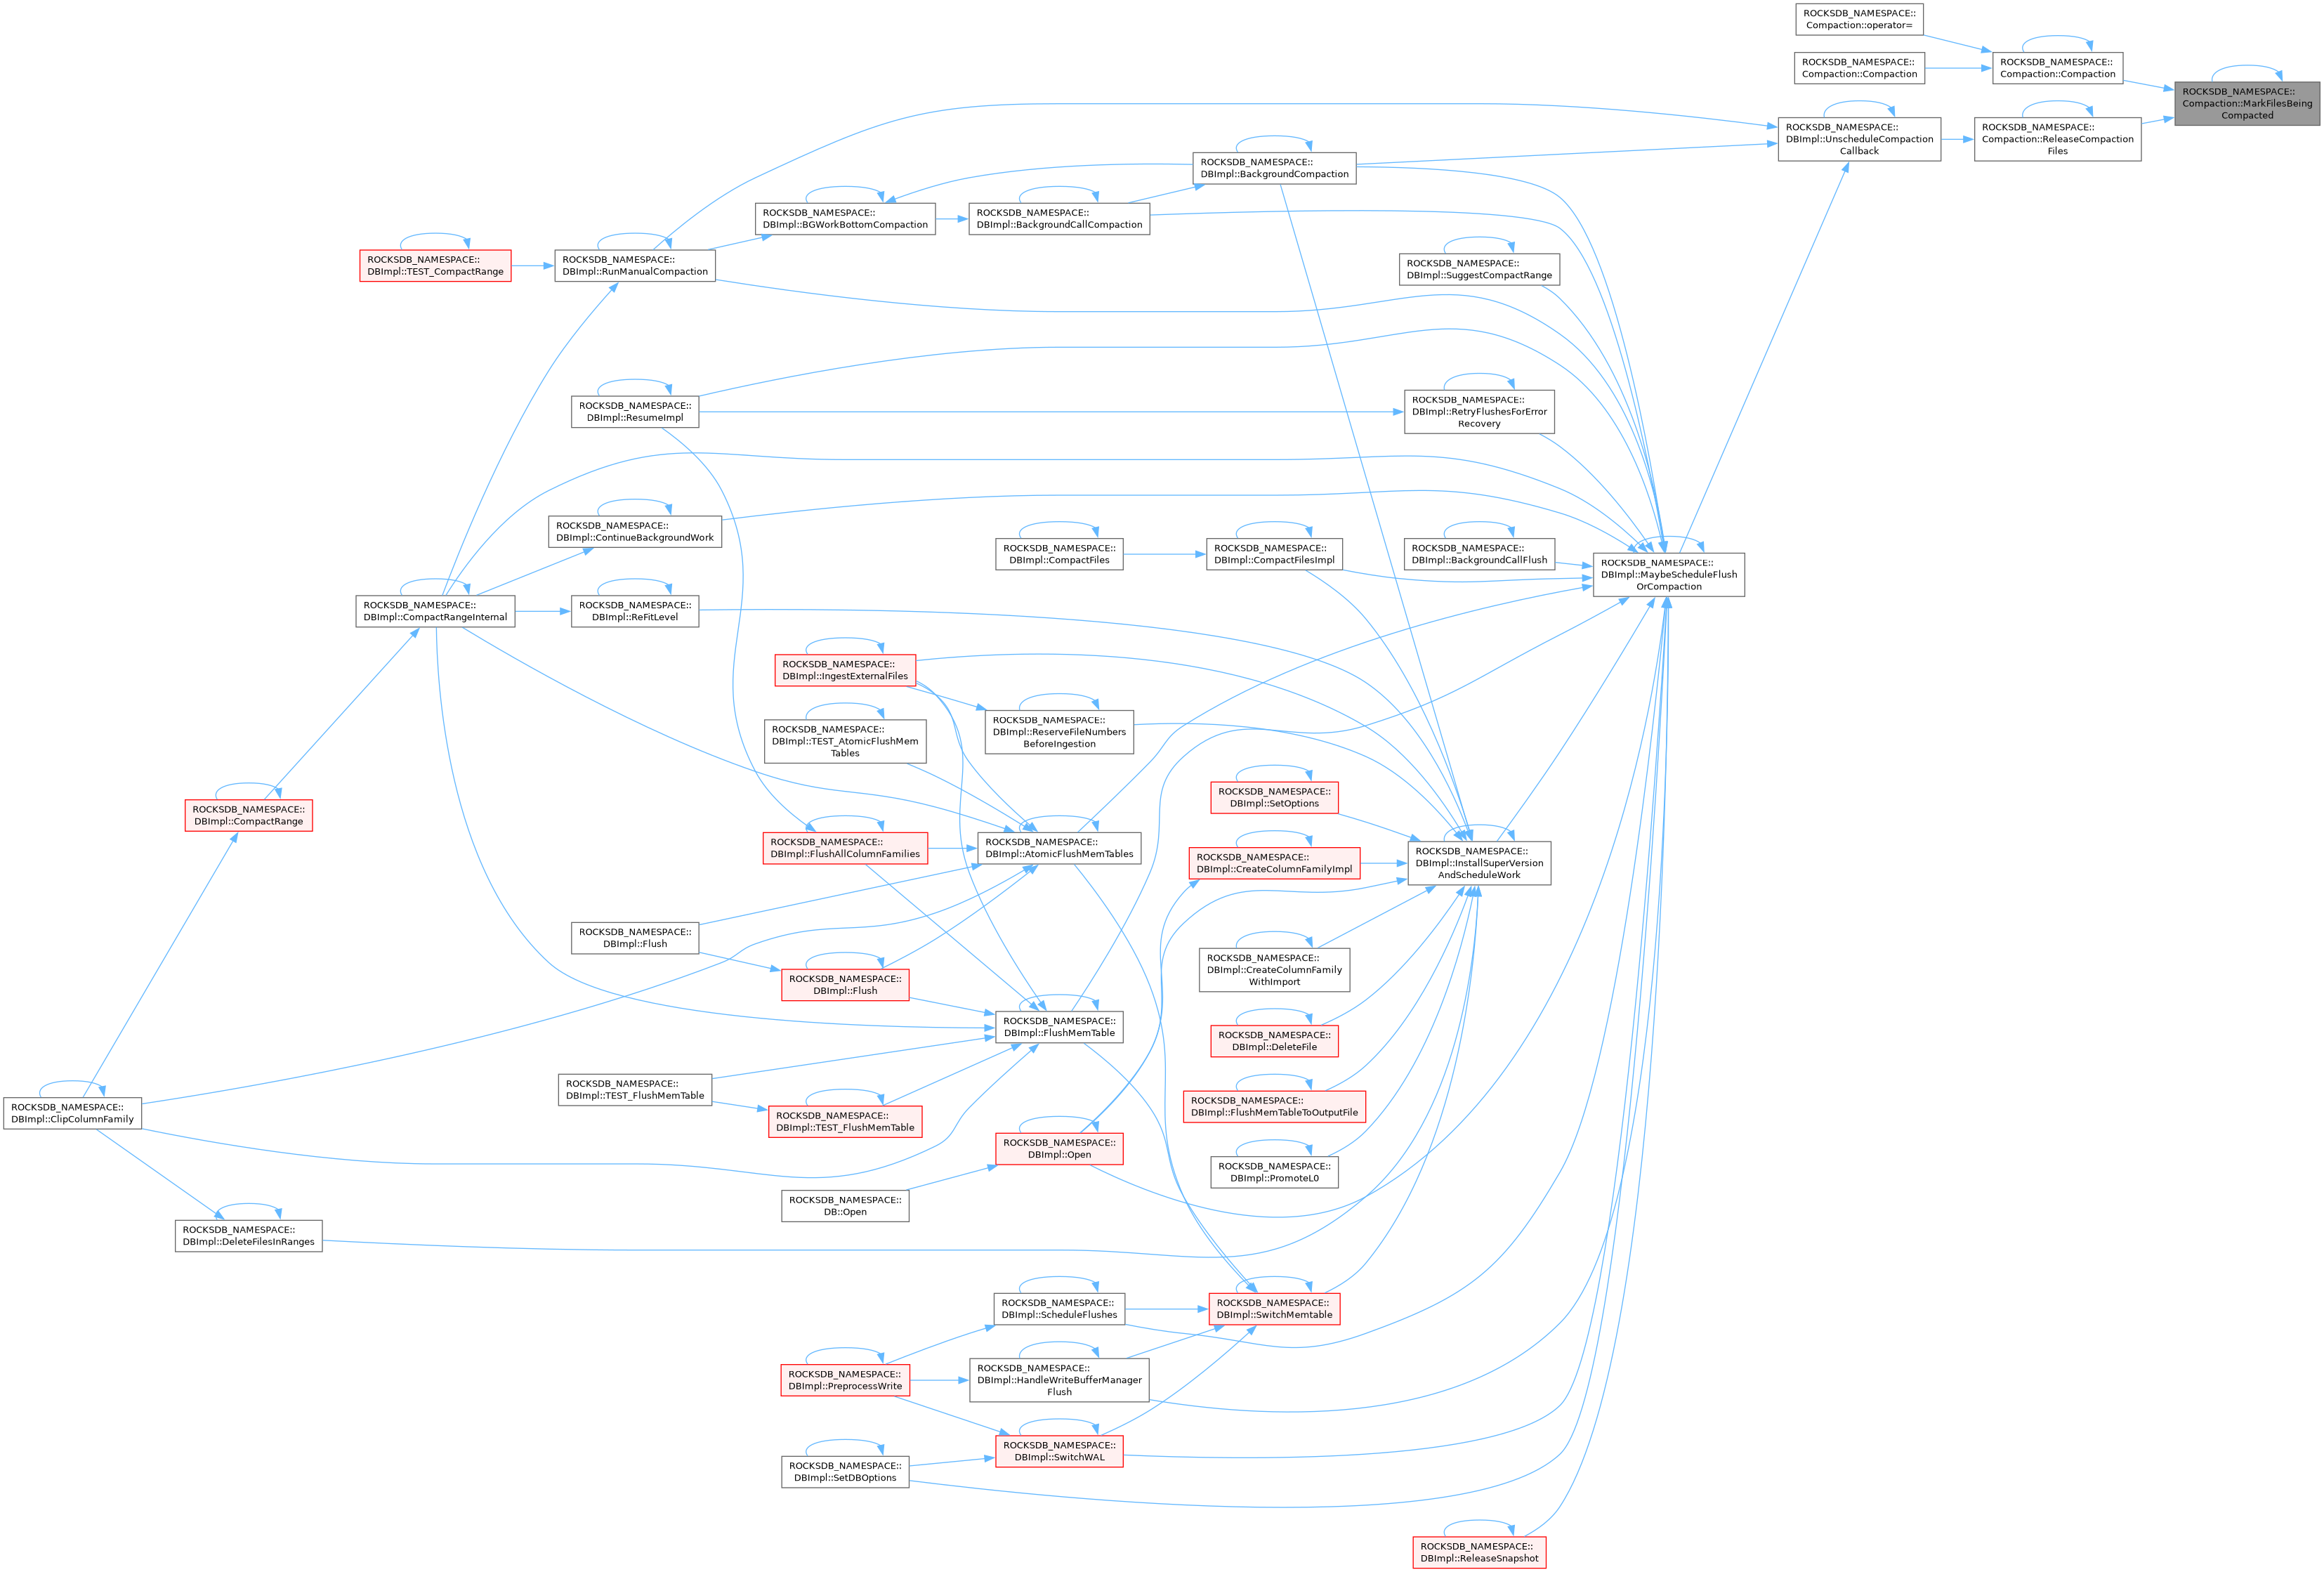 ROCKSDB_NAMESPACE::
Compaction::operator=
ROCKSDB_NAMESPACE::
Compaction::Compaction
ROCKSDB_NAMESPACE::
Compaction::Compaction
ROCKSDB_NAMESPACE::
Compaction::MarkFilesBeing
Compacted
ROCKSDB_NAMESPACE::
DBImpl::UnscheduleCompaction
Callback
ROCKSDB_NAMESPACE::
Compaction::ReleaseCompaction
Files
ROCKSDB_NAMESPACE::
DBImpl::BackgroundCompaction
ROCKSDB_NAMESPACE::
DBImpl::BGWorkBottomCompaction
ROCKSDB_NAMESPACE::
DBImpl::BackgroundCallCompaction
ROCKSDB_NAMESPACE::
DBImpl::TEST_CompactRange
ROCKSDB_NAMESPACE::
DBImpl::RunManualCompaction
ROCKSDB_NAMESPACE::
DBImpl::SuggestCompactRange
ROCKSDB_NAMESPACE::
DBImpl::ResumeImpl
ROCKSDB_NAMESPACE::
DBImpl::RetryFlushesForError
Recovery
ROCKSDB_NAMESPACE::
DBImpl::ContinueBackgroundWork
ROCKSDB_NAMESPACE::
DBImpl::CompactFiles
ROCKSDB_NAMESPACE::
DBImpl::CompactFilesImpl
ROCKSDB_NAMESPACE::
DBImpl::BackgroundCallFlush
ROCKSDB_NAMESPACE::
DBImpl::MaybeScheduleFlush
OrCompaction
ROCKSDB_NAMESPACE::
DBImpl::CompactRangeInternal
ROCKSDB_NAMESPACE::
DBImpl::ReFitLevel
ROCKSDB_NAMESPACE::
DBImpl::IngestExternalFiles
ROCKSDB_NAMESPACE::
DBImpl::ReserveFileNumbers
BeforeIngestion
ROCKSDB_NAMESPACE::
DBImpl::TEST_AtomicFlushMem
Tables
ROCKSDB_NAMESPACE::
DBImpl::SetOptions
ROCKSDB_NAMESPACE::
DBImpl::CompactRange
ROCKSDB_NAMESPACE::
DBImpl::FlushAllColumnFamilies
ROCKSDB_NAMESPACE::
DBImpl::AtomicFlushMemTables
ROCKSDB_NAMESPACE::
DBImpl::CreateColumnFamilyImpl
ROCKSDB_NAMESPACE::
DBImpl::InstallSuperVersion
AndScheduleWork
ROCKSDB_NAMESPACE::
DBImpl::Flush
ROCKSDB_NAMESPACE::
DBImpl::CreateColumnFamily
WithImport
ROCKSDB_NAMESPACE::
DBImpl::Flush
ROCKSDB_NAMESPACE::
DBImpl::FlushMemTable
ROCKSDB_NAMESPACE::
DBImpl::DeleteFile
ROCKSDB_NAMESPACE::
DBImpl::TEST_FlushMemTable
ROCKSDB_NAMESPACE::
DBImpl::FlushMemTableToOutputFile
ROCKSDB_NAMESPACE::
DBImpl::ClipColumnFamily
ROCKSDB_NAMESPACE::
DBImpl::TEST_FlushMemTable
ROCKSDB_NAMESPACE::
DBImpl::Open
ROCKSDB_NAMESPACE::
DBImpl::PromoteL0
ROCKSDB_NAMESPACE::
DB::Open
ROCKSDB_NAMESPACE::
DBImpl::DeleteFilesInRanges
ROCKSDB_NAMESPACE::
DBImpl::ScheduleFlushes
ROCKSDB_NAMESPACE::
DBImpl::SwitchMemtable
ROCKSDB_NAMESPACE::
DBImpl::PreprocessWrite
ROCKSDB_NAMESPACE::
DBImpl::HandleWriteBufferManager
Flush
ROCKSDB_NAMESPACE::
DBImpl::SwitchWAL
ROCKSDB_NAMESPACE::
DBImpl::SetDBOptions
ROCKSDB_NAMESPACE::
DBImpl::ReleaseSnapshot